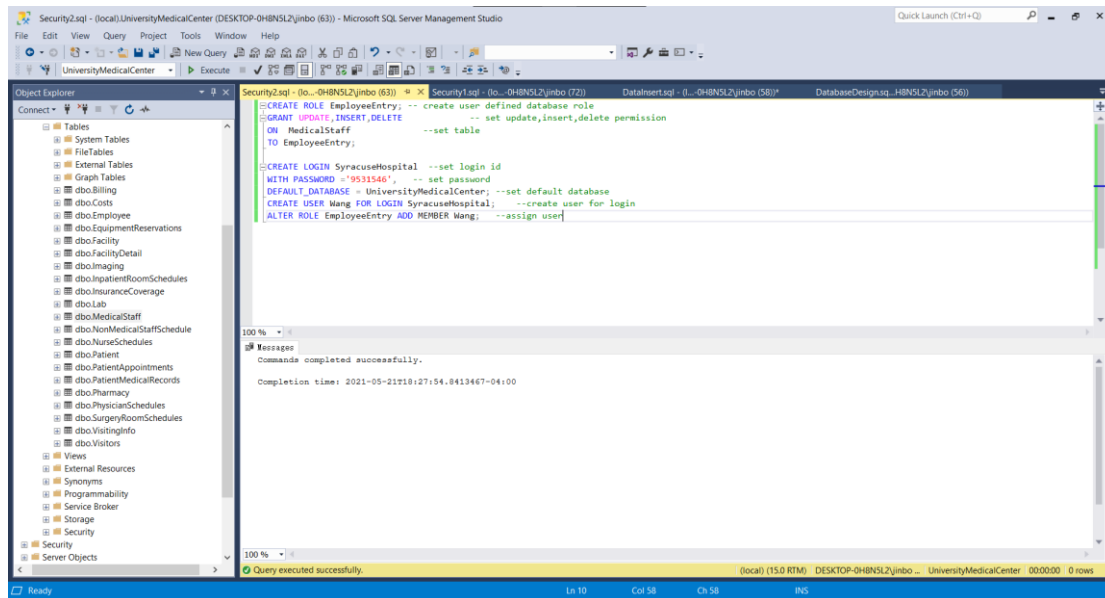 Security2.sql - (local).UniversityMedicalCenter (DESKTOP-0H8N5L2\jinbo (63)) - Microsoft SQL Server Management Studio
Quick Launch (Ctrl+Q)
File Edit View Query Project Tools Window Help
New Query
UniversityMedicalCenter
Execute
Object Explorer
Connect
Tables
System Tables
FileTables
External Tables
Graph Tables
dbo.Billing
dbo.Costs
dbo.Employee
dbo.EquipmentReservations
dbo.Facility
dbo.FacilityDetail
dbo.Imaging
dbo.InpatientRoomSchedules
dbo.InsuranceCoverage
dbo.Lab
dbo.MedicalStaff
dbo.NonMedicalStaffSchedule
dbo.NurseSchedules
dbo.Patient
dbo.PatientAppointments
dbo.PatientMedicalRecords
dbo.Pharmacy
dbo.PhysicianSchedules
dbo.SurgeryRoomSchedules
dbo.VisitingInfo
dbo.Visitors
Views
External Resources
Synonyms
Programmability
Service Broker
Storage
Security
Security
Server Objects
Security2.sql - (lo...-0H8N5L2\jinbo (63))
Security1.sql - (lo...-0H8N5L2\jinbo (72))
DataInsert.sql - (l...-0H8N5L2\jinbo (58))*
DatabaseDesign.sq...H8N5L2\jinbo (56))
CREATE ROLE EmployeeEntry; -- create user defined database role
GRANT UPDATE,INSERT,DELETE -- set update,insert,delete permission
ON MedicalStaff --set table
TO EmployeeEntry;
CREATE LOGIN SyracuseHospital --set login id
WITH PASSWORD ='9531546', -- set password
DEFAULT_DATABASE = UniversityMedicalCenter; --set default database
CREATE USER Wang FOR LOGIN SyracuseHospital; --create user for login
ALTER ROLE EmployeeEntry ADD MEMBER Wang; --assign user
100 %
Messages
Commands completed successfully.
Completion time: 2021-05-21T18:27:54.8413467-04:00
100 %
Query executed successfully.
(local) (15.0 RTM) DESKTOP-0H8N5L2\jinbo ... UniversityMedicalCenter 00:00:00 0 rows
Ready Ln 10 Col 58 Ch 58 INS